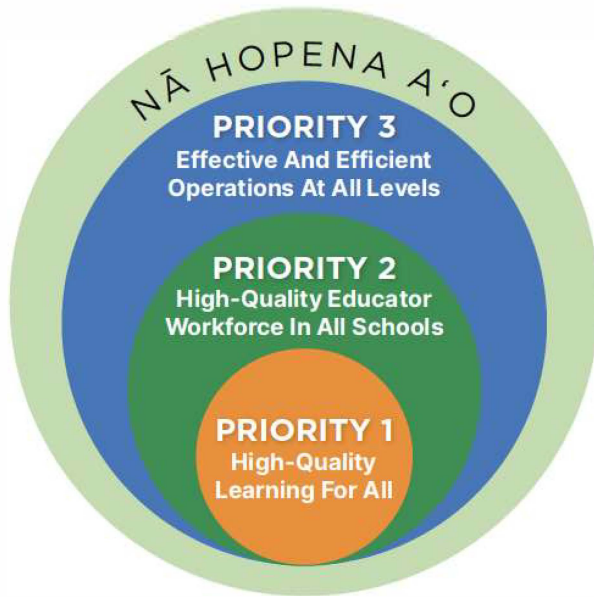 NĀ HOPENA AʻO
PRIORITY 3
Effective And Efficient
Operations At All Levels
PRIORITY 2
High-Quality Educator
Workforce In All Schools
PRIORITY 1
High-Quality
Learning For All